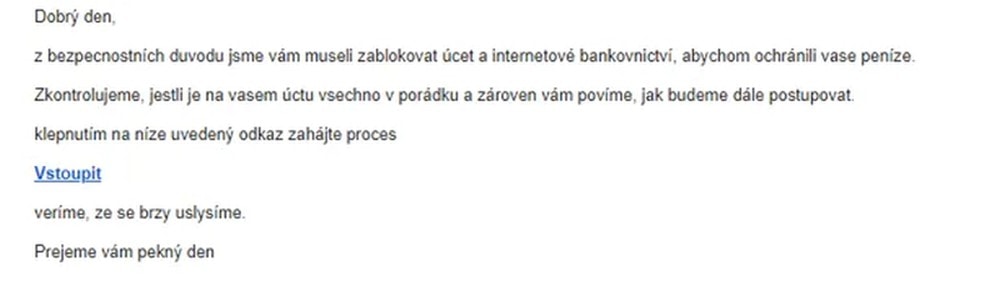 Dobrý den,
z bezpecnostních duvodu jsme vám museli zablokovat úcet a internetové bankovnictví, abychom ochránili vase peníze.
Zkontrolujeme, jestli je na vasem úctu vsechno v porádku a zároven vám povíme, jak budeme dále postupovat.
klepnutím na níze uvedený odkaz zahájte proces
Vstoupit
veríme, ze se brzy uslysíme.
Prejeme vám pekný den